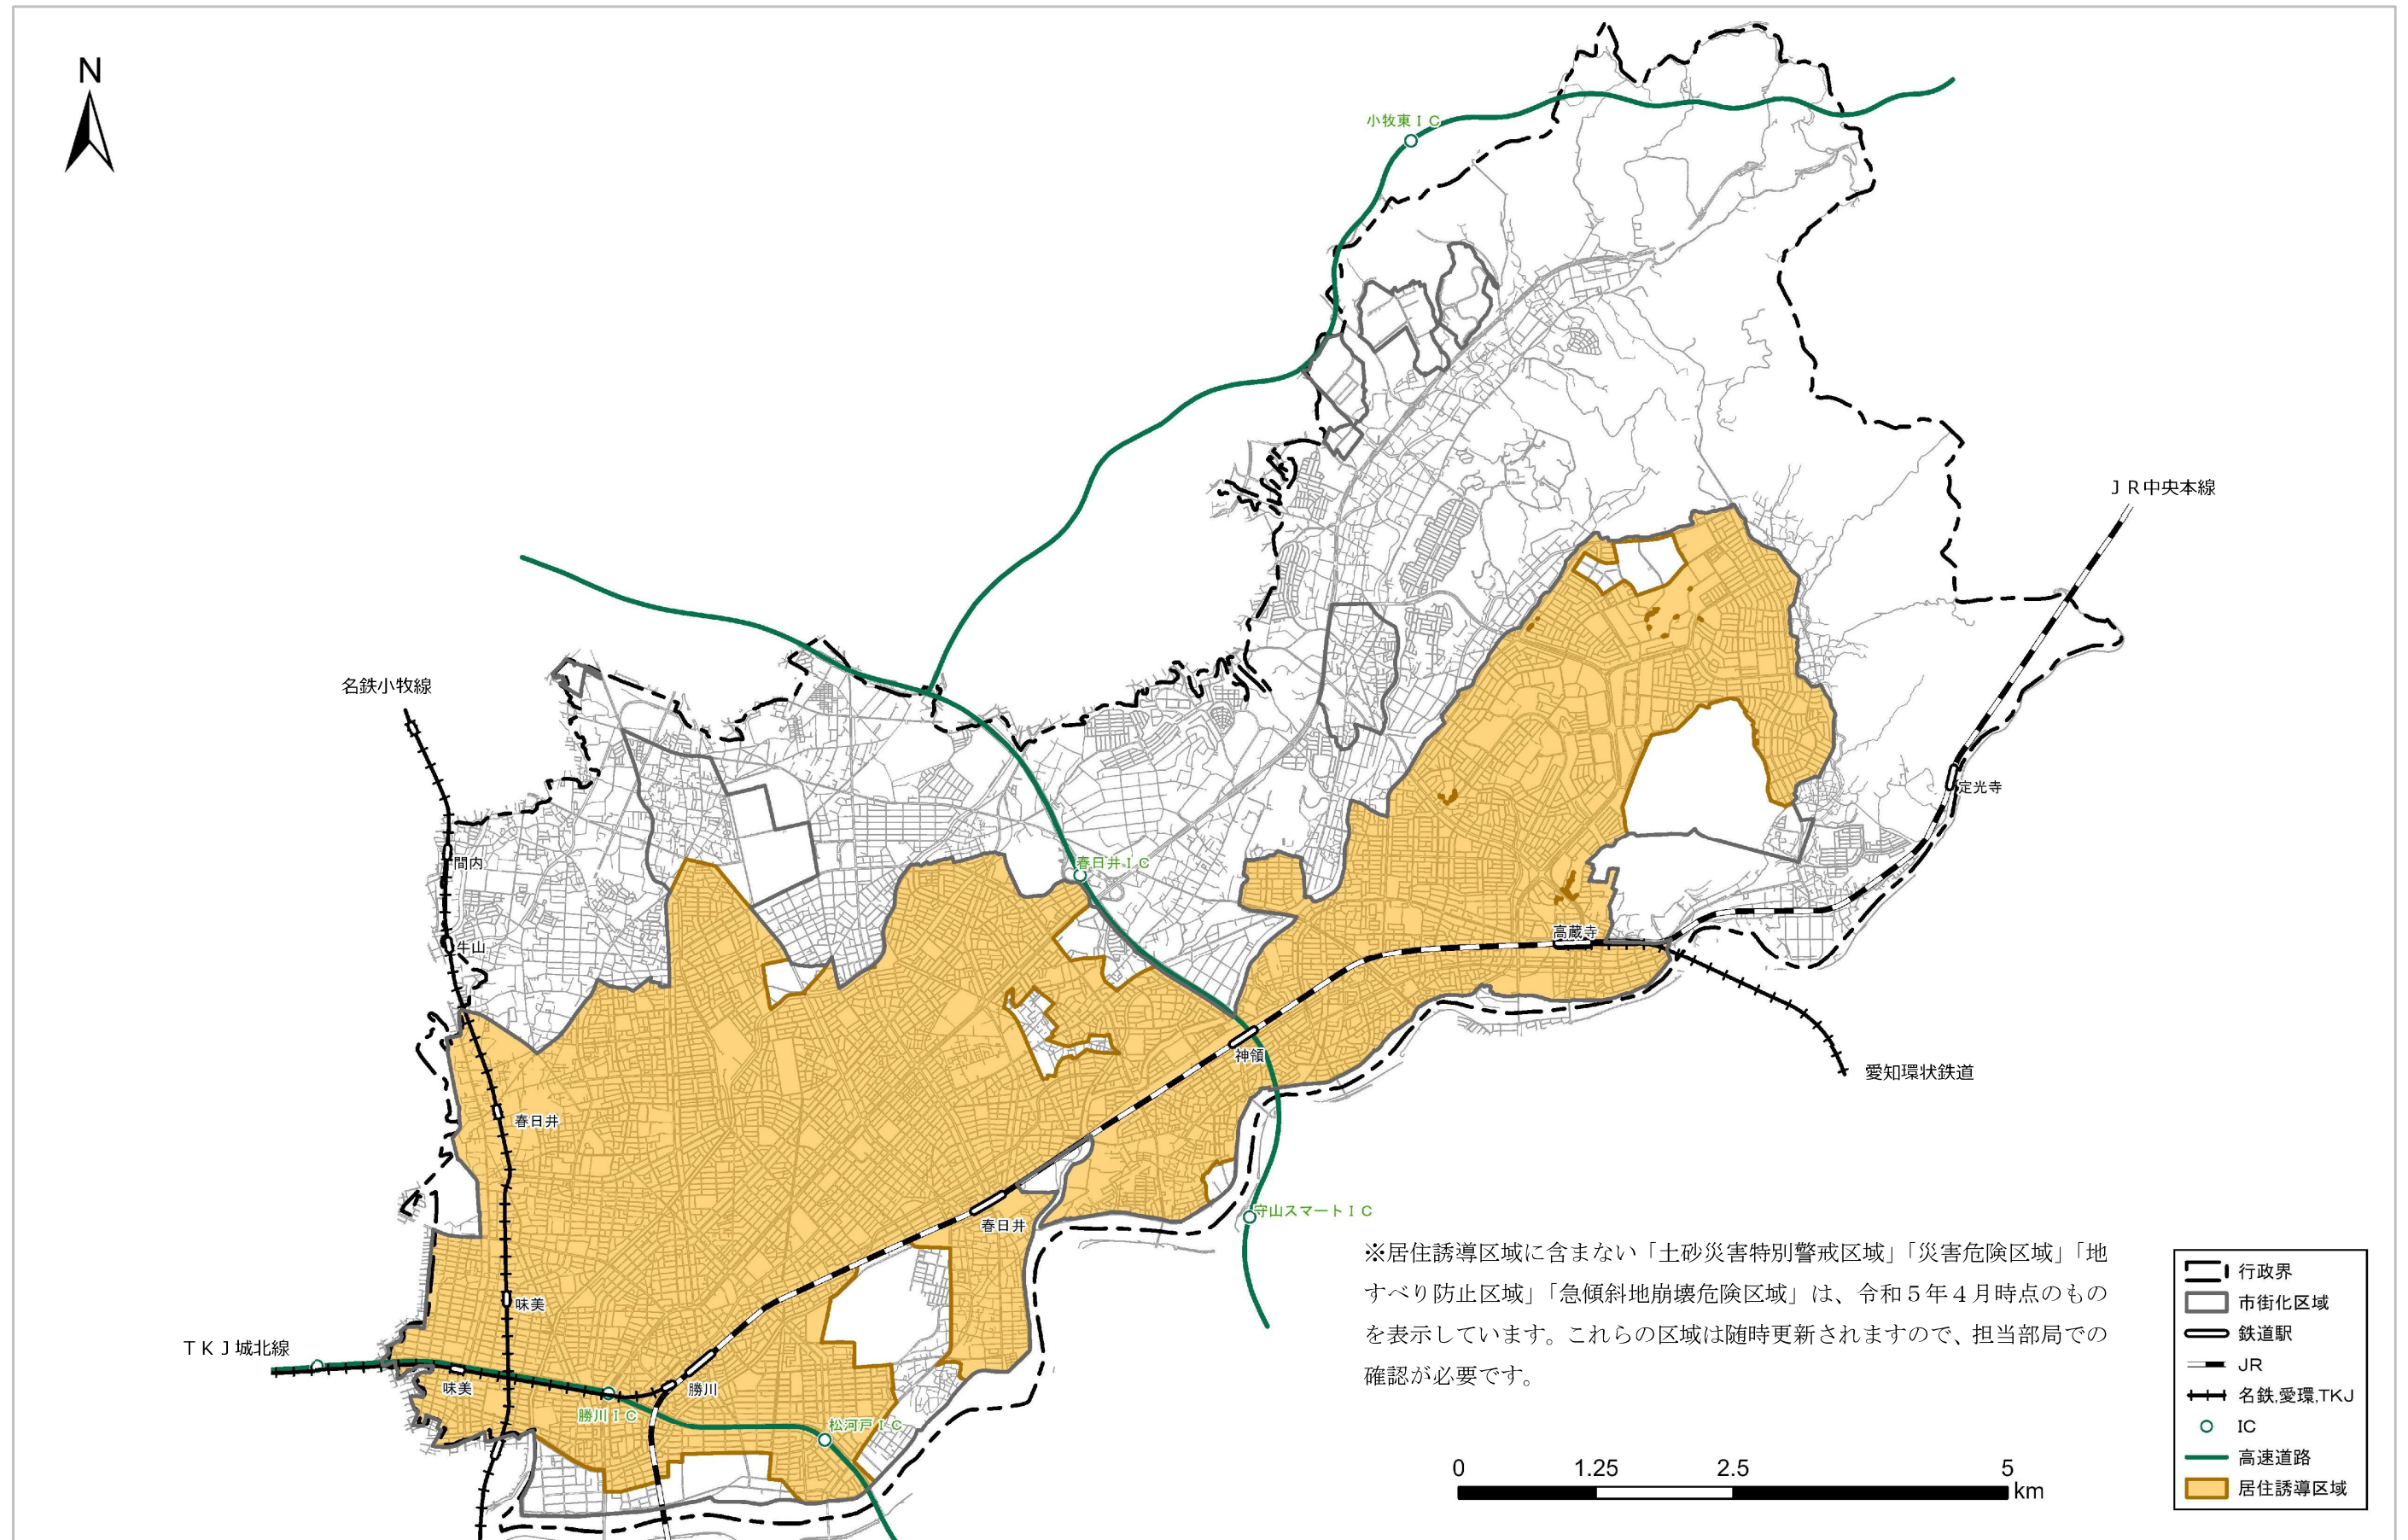 N
小牧東ＩＣ
ＪＲ中央本線
名鉄小牧線
定光寺
間内
春日井ＩＣ
高蔵寺
牛山
神領
愛知環状鉄道
春日井
守山スマートＩＣ
春日井
※居住誘導区域に含まない「土砂災害特別警戒区域」「災害危険区域」「地
すべり防止区域」「急傾斜地崩壊危険区域」は、令和５年４月時点のもの
を表示しています。これらの区域は随時更新されますので、担当部局での
確認が必要です。
味美
ＴＫＪ城北線
味美
勝川
勝川ＩＣ
松河戸ＩＣ
行政界
市街化区域
鉄道駅
JR
名鉄,愛環,TKJ
IC
高速道路
居住誘導区域
0 1.25 2.5 5
km